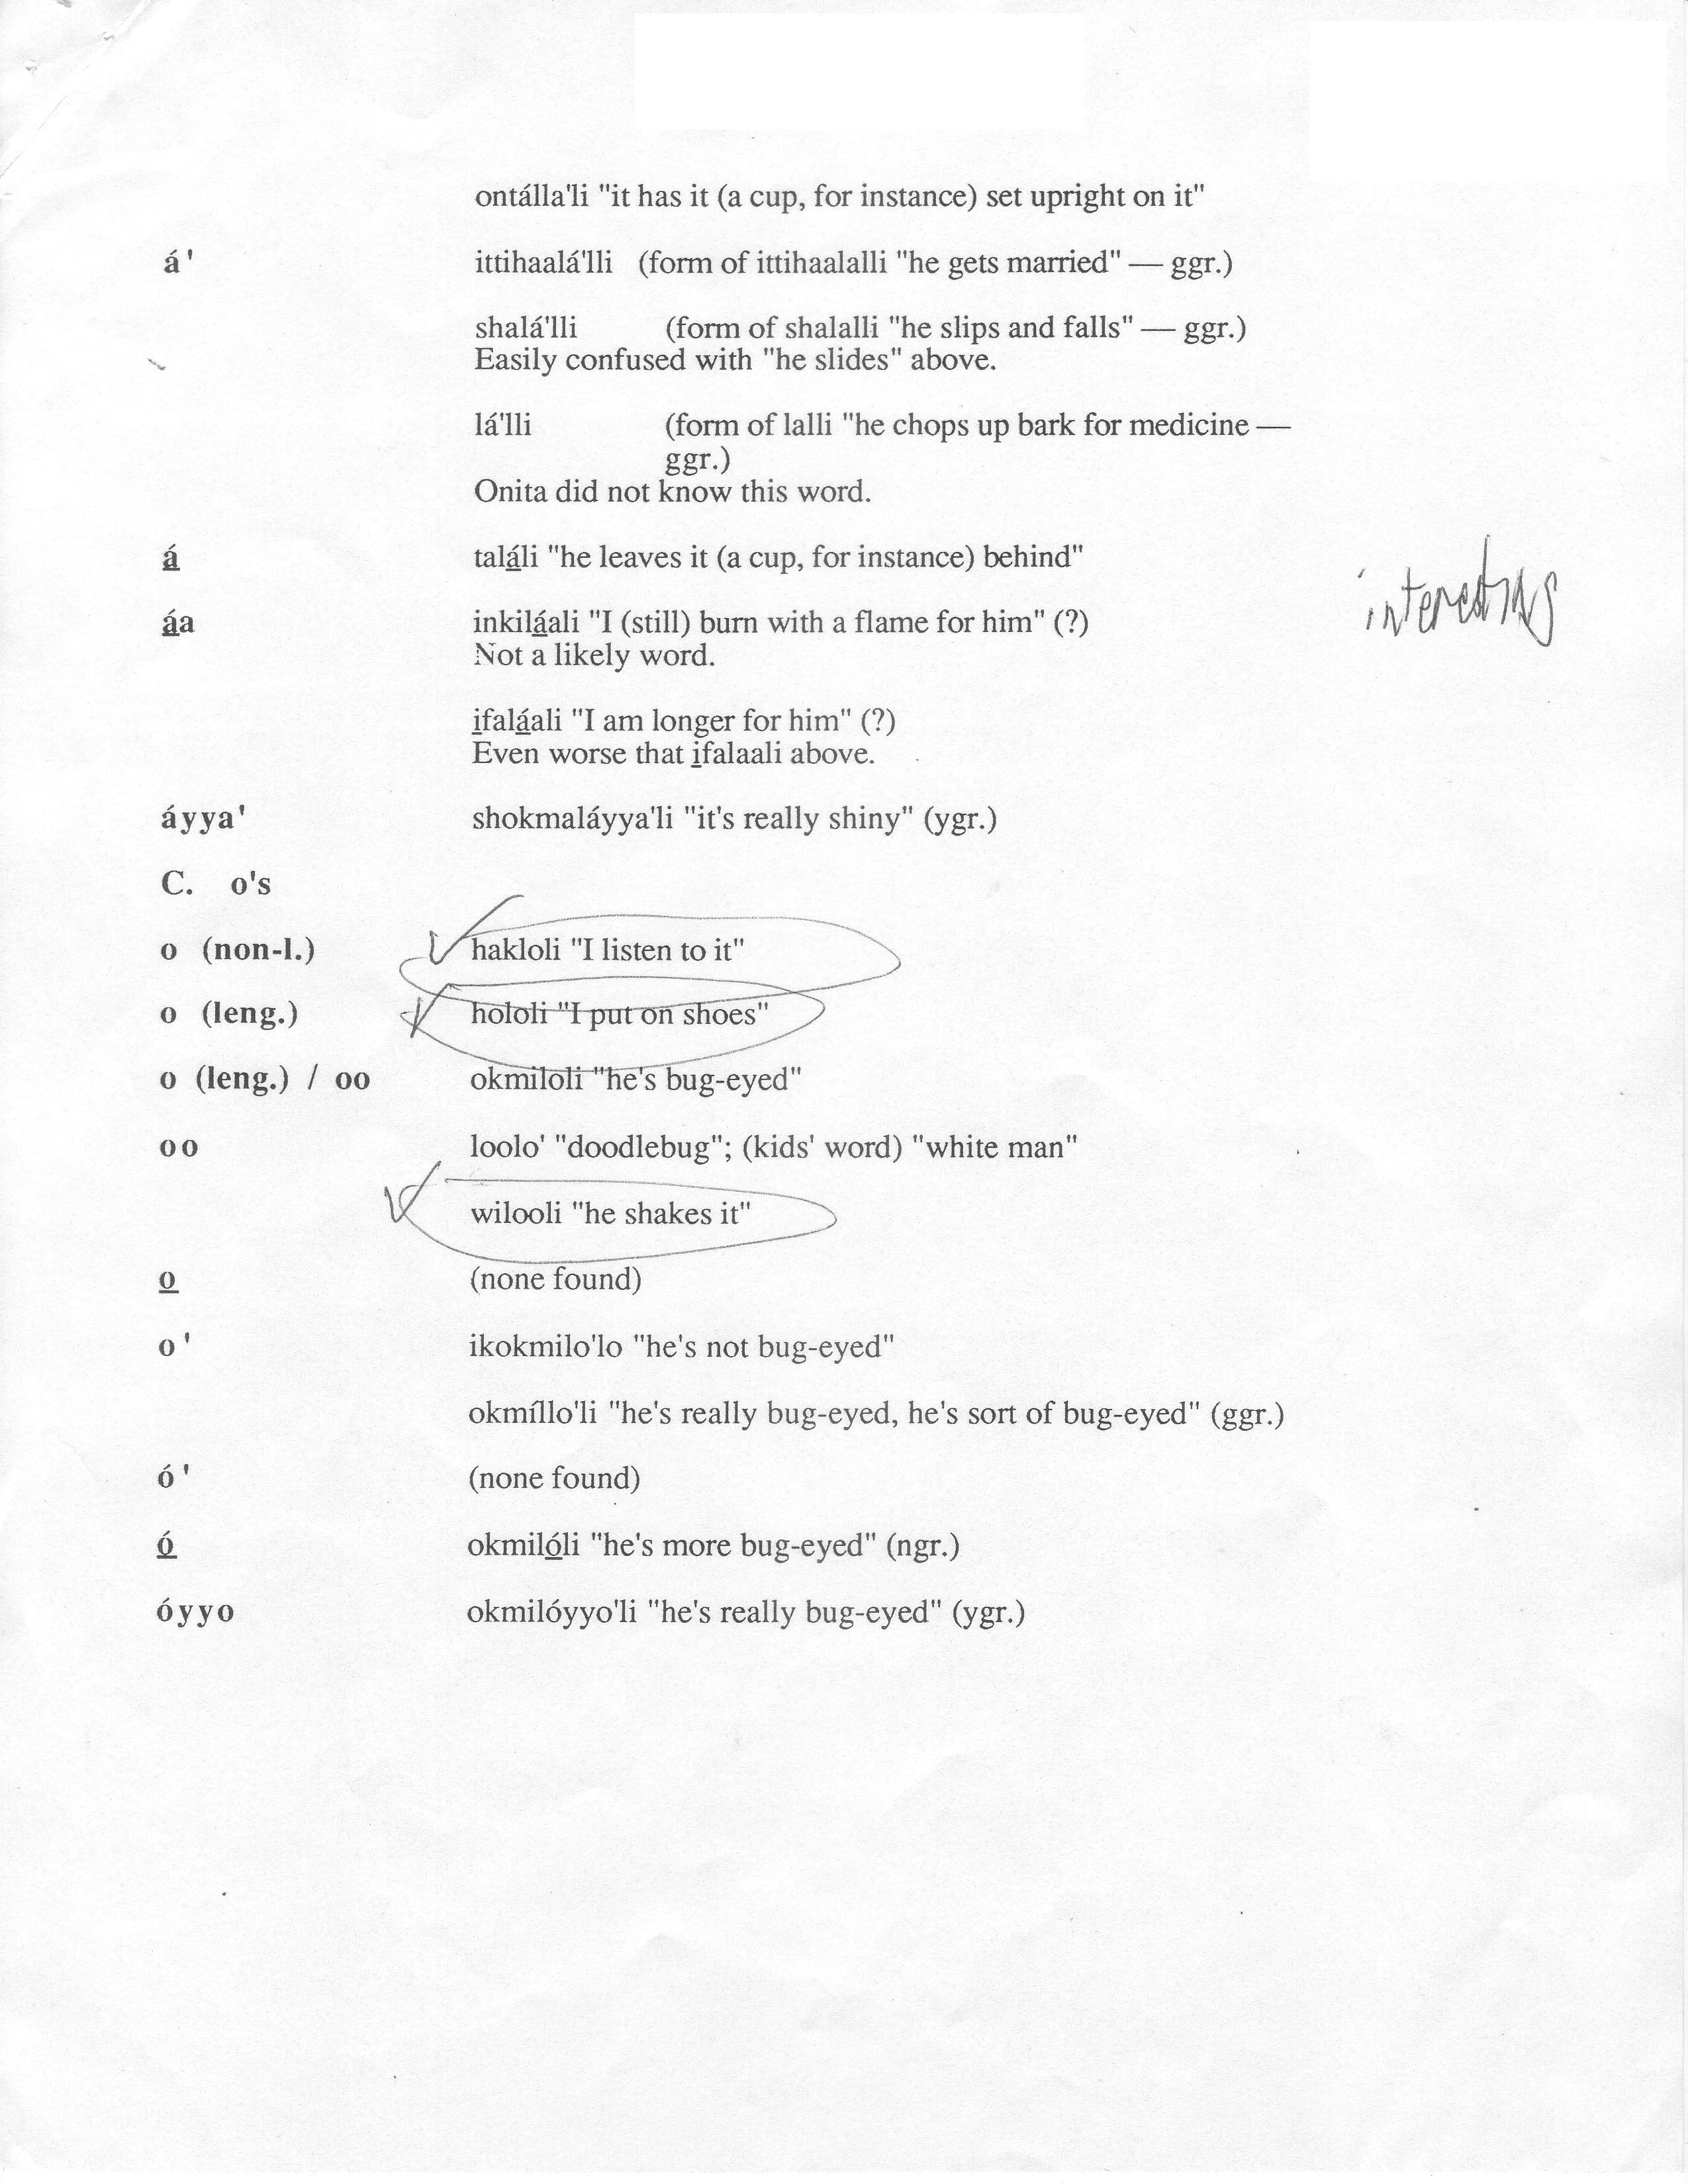 ontálla'li "it has it (a cup, for instance) set upright on it"
á' ittihaalá'lli (form of ittihaalalli "he gets married" — ggr.)
shalá'lli (form of shalalli "he slips and falls" — ggr.)
Easily confused with "he slides" above.
lá'lli (form of lalli "he chops up bark for medicine —
ggr.)
Onita did not know this word.
á̱ talá̱li "he leaves it (a cup, for instance) behind"
interesting
á̱a inkilá̱ali "I (still) burn with a flame for him" (?)
Not a likely word.
i̱falá̱ali "I am longer for him" (?)
Even worse that i̱falaali above.
áyya' shokmaláyya'li "it's really shiny" (ygr.)
C. o's
o (non-l.) hakloli "I listen to it"
o (leng.) hololi "I put on shoes"
o (leng.) / oo okmiloli "he's bug-eyed"
oo loolo' "doodlebug"; (kids' word) "white man"
wilooli "he shakes it"
o̱ (none found)
o' ikokmilo'lo "he's not bug-eyed"
okmíllo'li "he's really bug-eyed, he's sort of bug-eyed" (ggr.)
ó' (none found)
ó̱ okmiló̱li "he's more bug-eyed" (ngr.)
óyyo okmilóyyo'li "he's really bug-eyed" (ygr.)